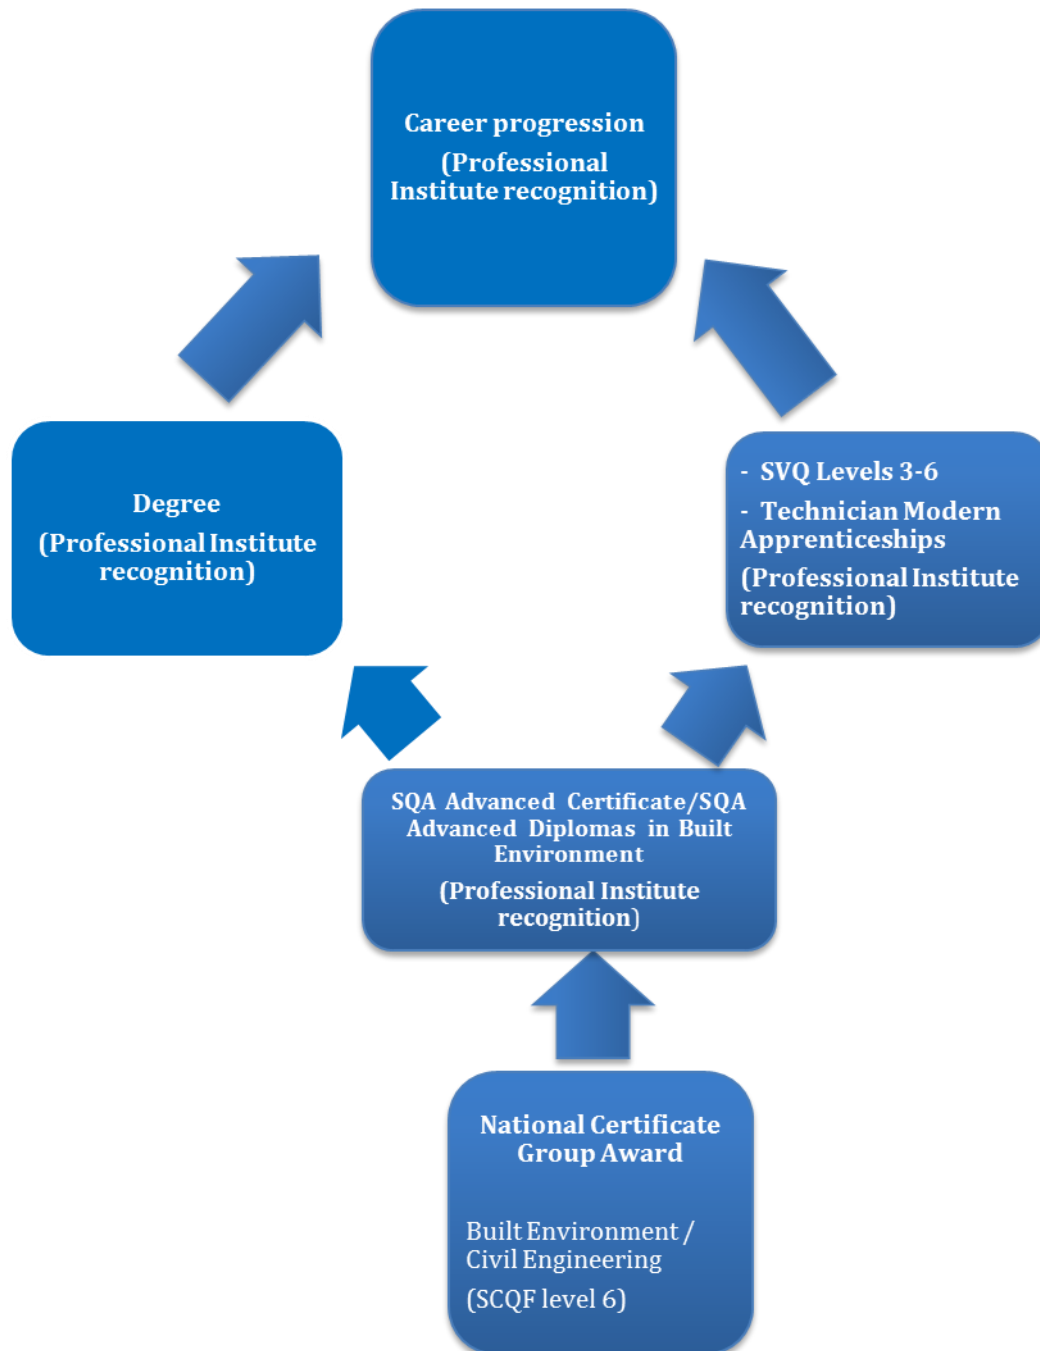 Career progression
(Professional
Institute recognition)
Degree
(Professional Institute
recognition)
- SVQ Levels 3-6
- Technician Modern
Apprenticeships
(Professional Institute
recognition)
SQA Advanced Certificate/SQA
Advanced Diplomas in Built
Environment
(Professional Institute
recognition)
National Certificate
Group Award
Built Environment /
Civil Engineering
(SCQF level 6)